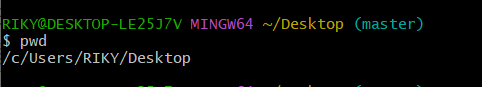 RIKY@DESKTOP-LE25J7V MINGW64 ~/Desktop (master)
$ pwd
/c/Users/RIKY/Desktop